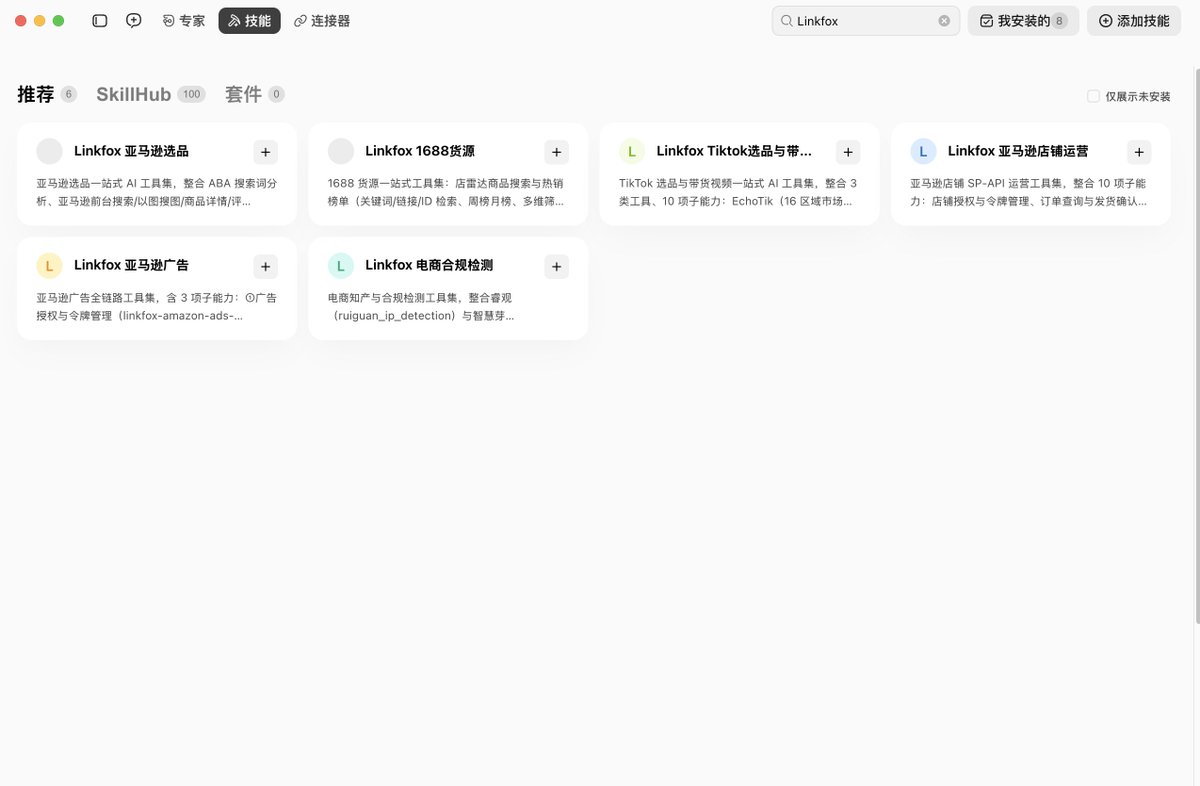 专家
技能
连接器
Linkfox
我安装的 8
添加技能
推荐 6
SkillHub 100
套件 0
仅展示未安装
Linkfox 亚马逊选品
亚马逊选品一站式 AI 工具集，整合 ABA 搜索词分
析、亚马逊前台搜索/以图搜图/商品详情/评...
Linkfox 1688货源
1688 货源一站式工具集：店雷达商品搜索与热销
榜单（关键词/链接/ID 检索、周榜月榜、多维筛...
L
Linkfox Tiktok选品与带...
TikTok 选品与带货视频一站式 AI 工具集，整合 3
类工具、10 项子能力：EchoTik（16 区域市场...
L
Linkfox 亚马逊店铺运营
亚马逊店铺 SP-API 运营工具集，整合 10 项子能
力：店铺授权与令牌管理、订单查询与发货确认...
L
Linkfox 亚马逊广告
亚马逊广告全链路工具集，含 3 项子能力：①广告
授权与令牌管理（linkfox-amazon-ads-...
L
Linkfox 电商合规检测
电商知产与合规检测工具集，整合睿观
（ruiguan_ip_detection）与智慧芽...